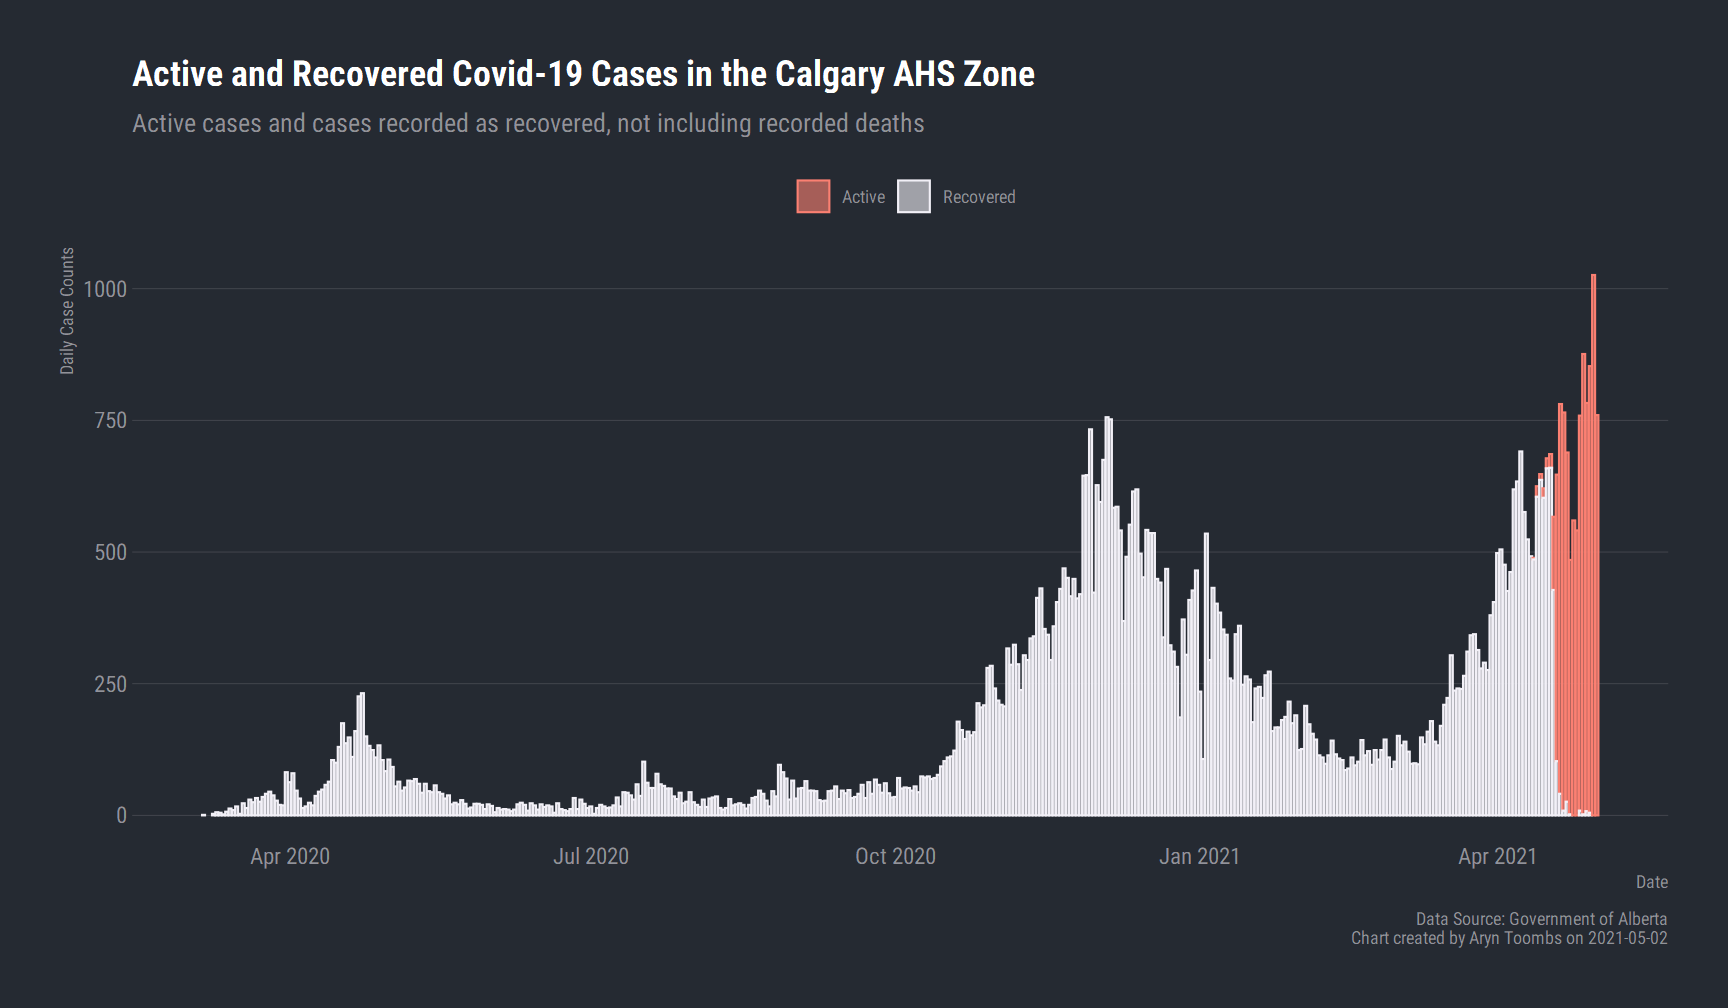 Active and Recovered Covid-19 Cases in the Calgary AHS Zone
Active cases and cases recorded as recovered, not including recorded deaths
Active
Recovered
Daily Case Counts
1000
750
500
250
0
Apr 2020
Jul 2020
Oct 2020
Jan 2021
Apr 2021
Date
Data Source: Government of Alberta
Chart created by Aryn Toombs on 2021-05-02